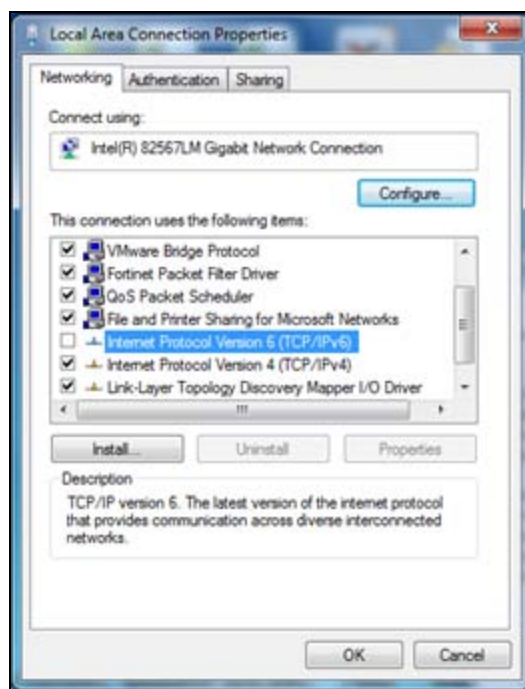 Local Area Connection Properties
Networking
Authentication
Sharing
Connect using:
Intel(R) 82567LM Gigabit Network Connection
Configure...
This connection uses the following items:
VMware Bridge Protocol
Fortinet Packet Filter Driver
QoS Packet Scheduler
File and Printer Sharing for Microsoft Networks
Internet Protocol Version 6 (TCP/IPv6)
Internet Protocol Version 4 (TCP/IPv4)
Link-Layer Topology Discovery Mapper I/O Driver
Install...
Uninstall
Properties
Description
TCP/IP version 6. The latest version of the internet protocol
that provides communication across diverse interconnected
networks.
OK
Cancel